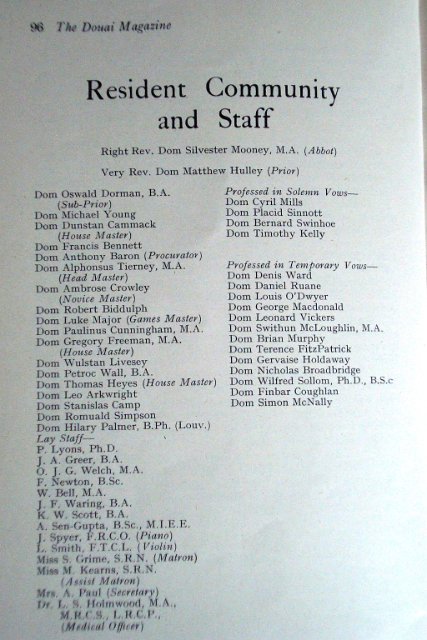 96 The Douai Magazine
Resident Community
and Staff
Right Rev. Dom Silvester Mooney, M.A. (Abbot)
Very Rev. Dom Matthew Hulley (Prior)
Dom Oswald Dorman, B.A.
(Sub-Prior)
Dom Michael Young
Dom Dunstan Cammack
(House Master)
Dom Francis Bennett
Dom Anthony Baron (Procurator)
Dom Alphonsus Tierney, M.A.
(Head Master)
Dom Ambrose Crowley
(Novice Master)
Dom Robert Biddulph
Dom Luke Major (Games Master)
Dom Paulinus Cunningham, M.A.
Dom Gregory Freeman, M.A.
(House Master)
Dom Wulstan Livesey
Dom Petroc Wall, B.A.
Dom Thomas Heyes (House Master)
Dom Leo Arkwright
Dom Stanislas Camp
Dom Romuald Simpson
Dom Hilary Palmer, B.Ph. (Louv.)
Lay Staff—
P. Lyons, Ph.D.
J. A. Greer, B.A.
O. J. G. Welch, M.A.
F. Newton, B.Sc.
W. Bell, M.A.
J. F. Waring, B.A.
K. W. Scott, B.A.
A. Sen-Gupta, B.Sc., M.I.E.E.
J. Spyer, F.R.C.O. (Piano)
L. Smith, F.T.C.L. (Violin)
Miss S. Grime, S.R.N. (Matron)
Miss M. Kearns, S.R.N.
(Assist Matron)
Mrs. A. Paul (Secretary)
Dr. L. S. Holmwood, M.A.,
M.R.C.S., L.R.C.P.,
(Medical Officer)
Professed in Solemn Vows—
Dom Cyril Mills
Dom Placid Sinnott
Dom Bernard Swinhoe
Dom Timothy Kelly
Professed in Temporary Vows—
Dom Denis Ward
Dom Daniel Ruane
Dom Louis O'Dwyer
Dom George Macdonald
Dom Leonard Vickers
Dom Swithun McLoughlin, M.A.
Dom Brian Murphy
Dom Terence FitzPatrick
Dom Gervaise Holdaway
Dom Nicholas Broadbridge
Dom Wilfred Sollom, Ph.D., B.S.c
Dom Finbar Coughlan
Dom Simon McNally